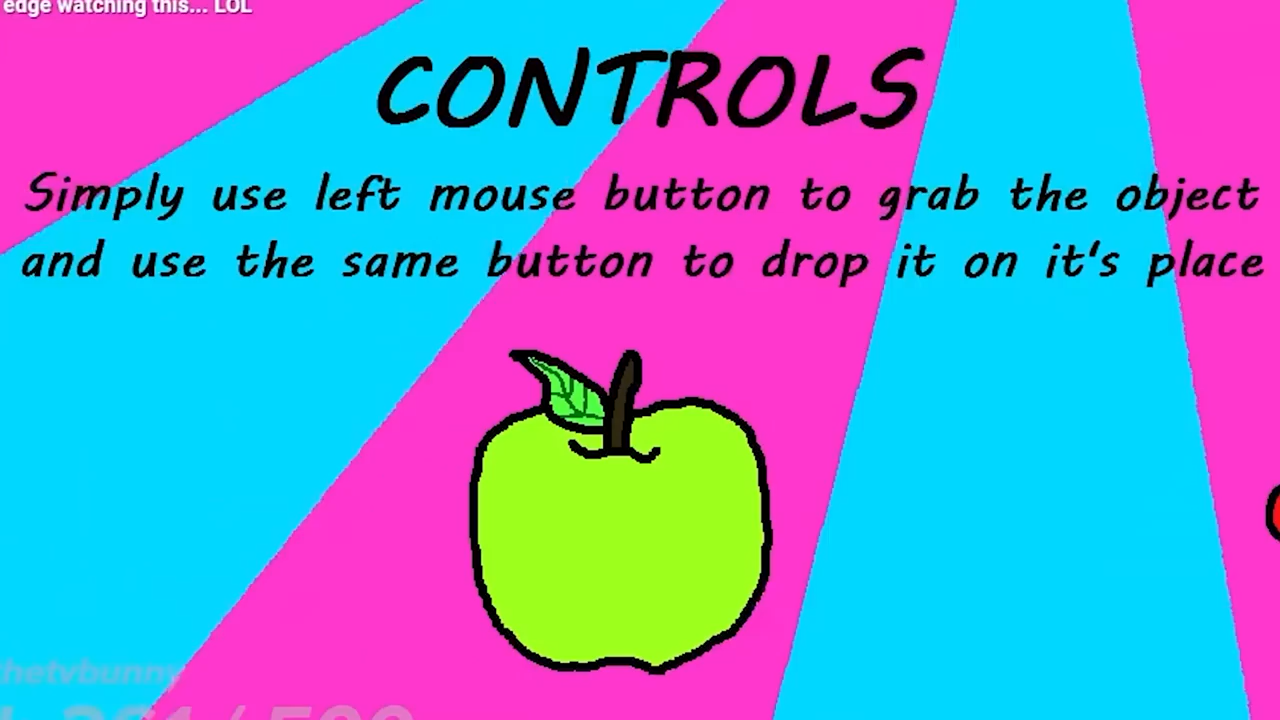 edge watching this... LOL
CONTROLS
Simply use left mouse button to grab the object
and use the same button to drop it on it's place
thetvbunny